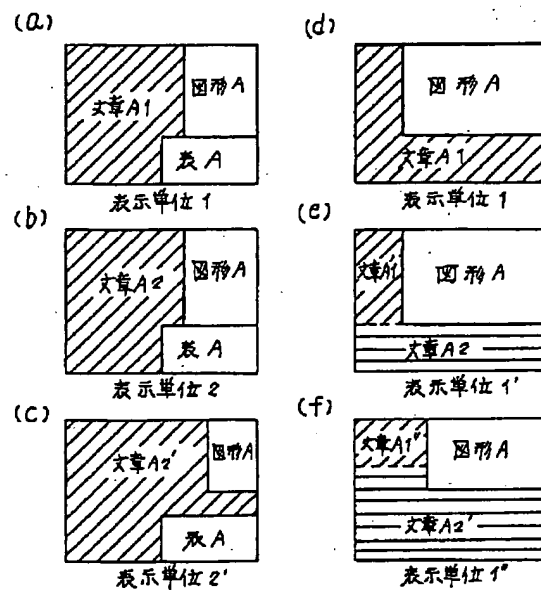 (a)
文章A1
図形A
表A
表示単位1
(b)
文章A2
図形A
表A
表示単位2
(c)
文章A2'
図形A
表A
表示単位2'
(d)
図形A
文章A1
表示単位1
(e)
文章A1'
図形A
文章A2
表示単位1'
(f)
文章A1"
図形A
文章A2'
表示単位1"